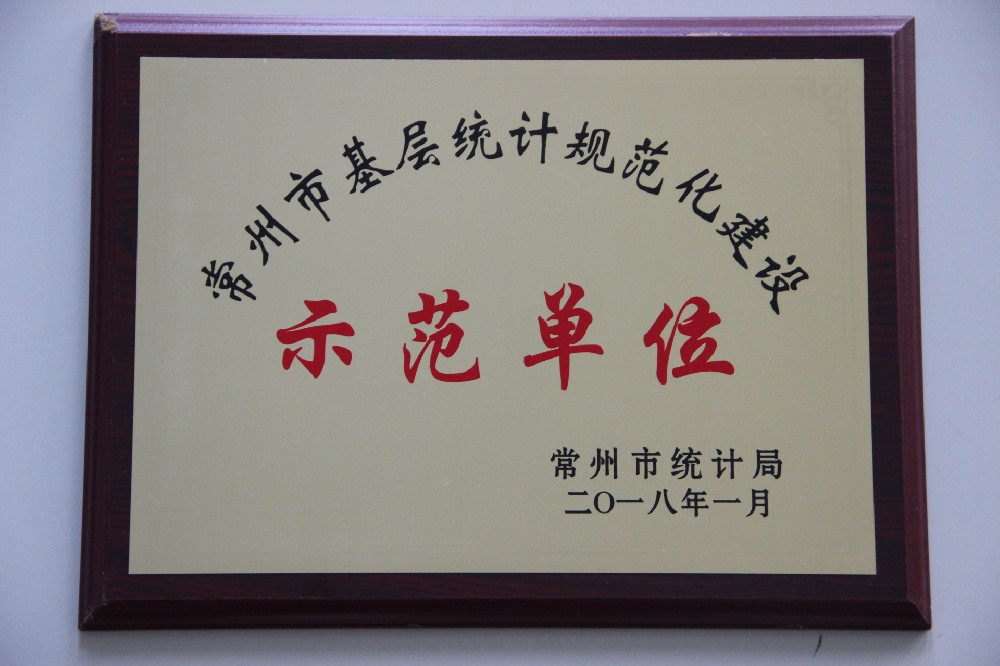 常州市基层统计规范化建设
示范单位
常州市统计局
二〇一八年一月